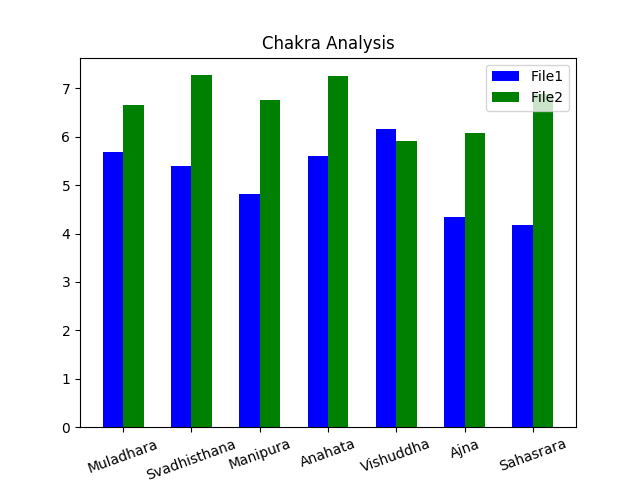 Chakra Analysis
File1
File2
7
6
5
4
3
2
1
0
Muladhara
Svadhisthana
Manipura
Anahata
Vishuddha
Ajna
Sahasrara